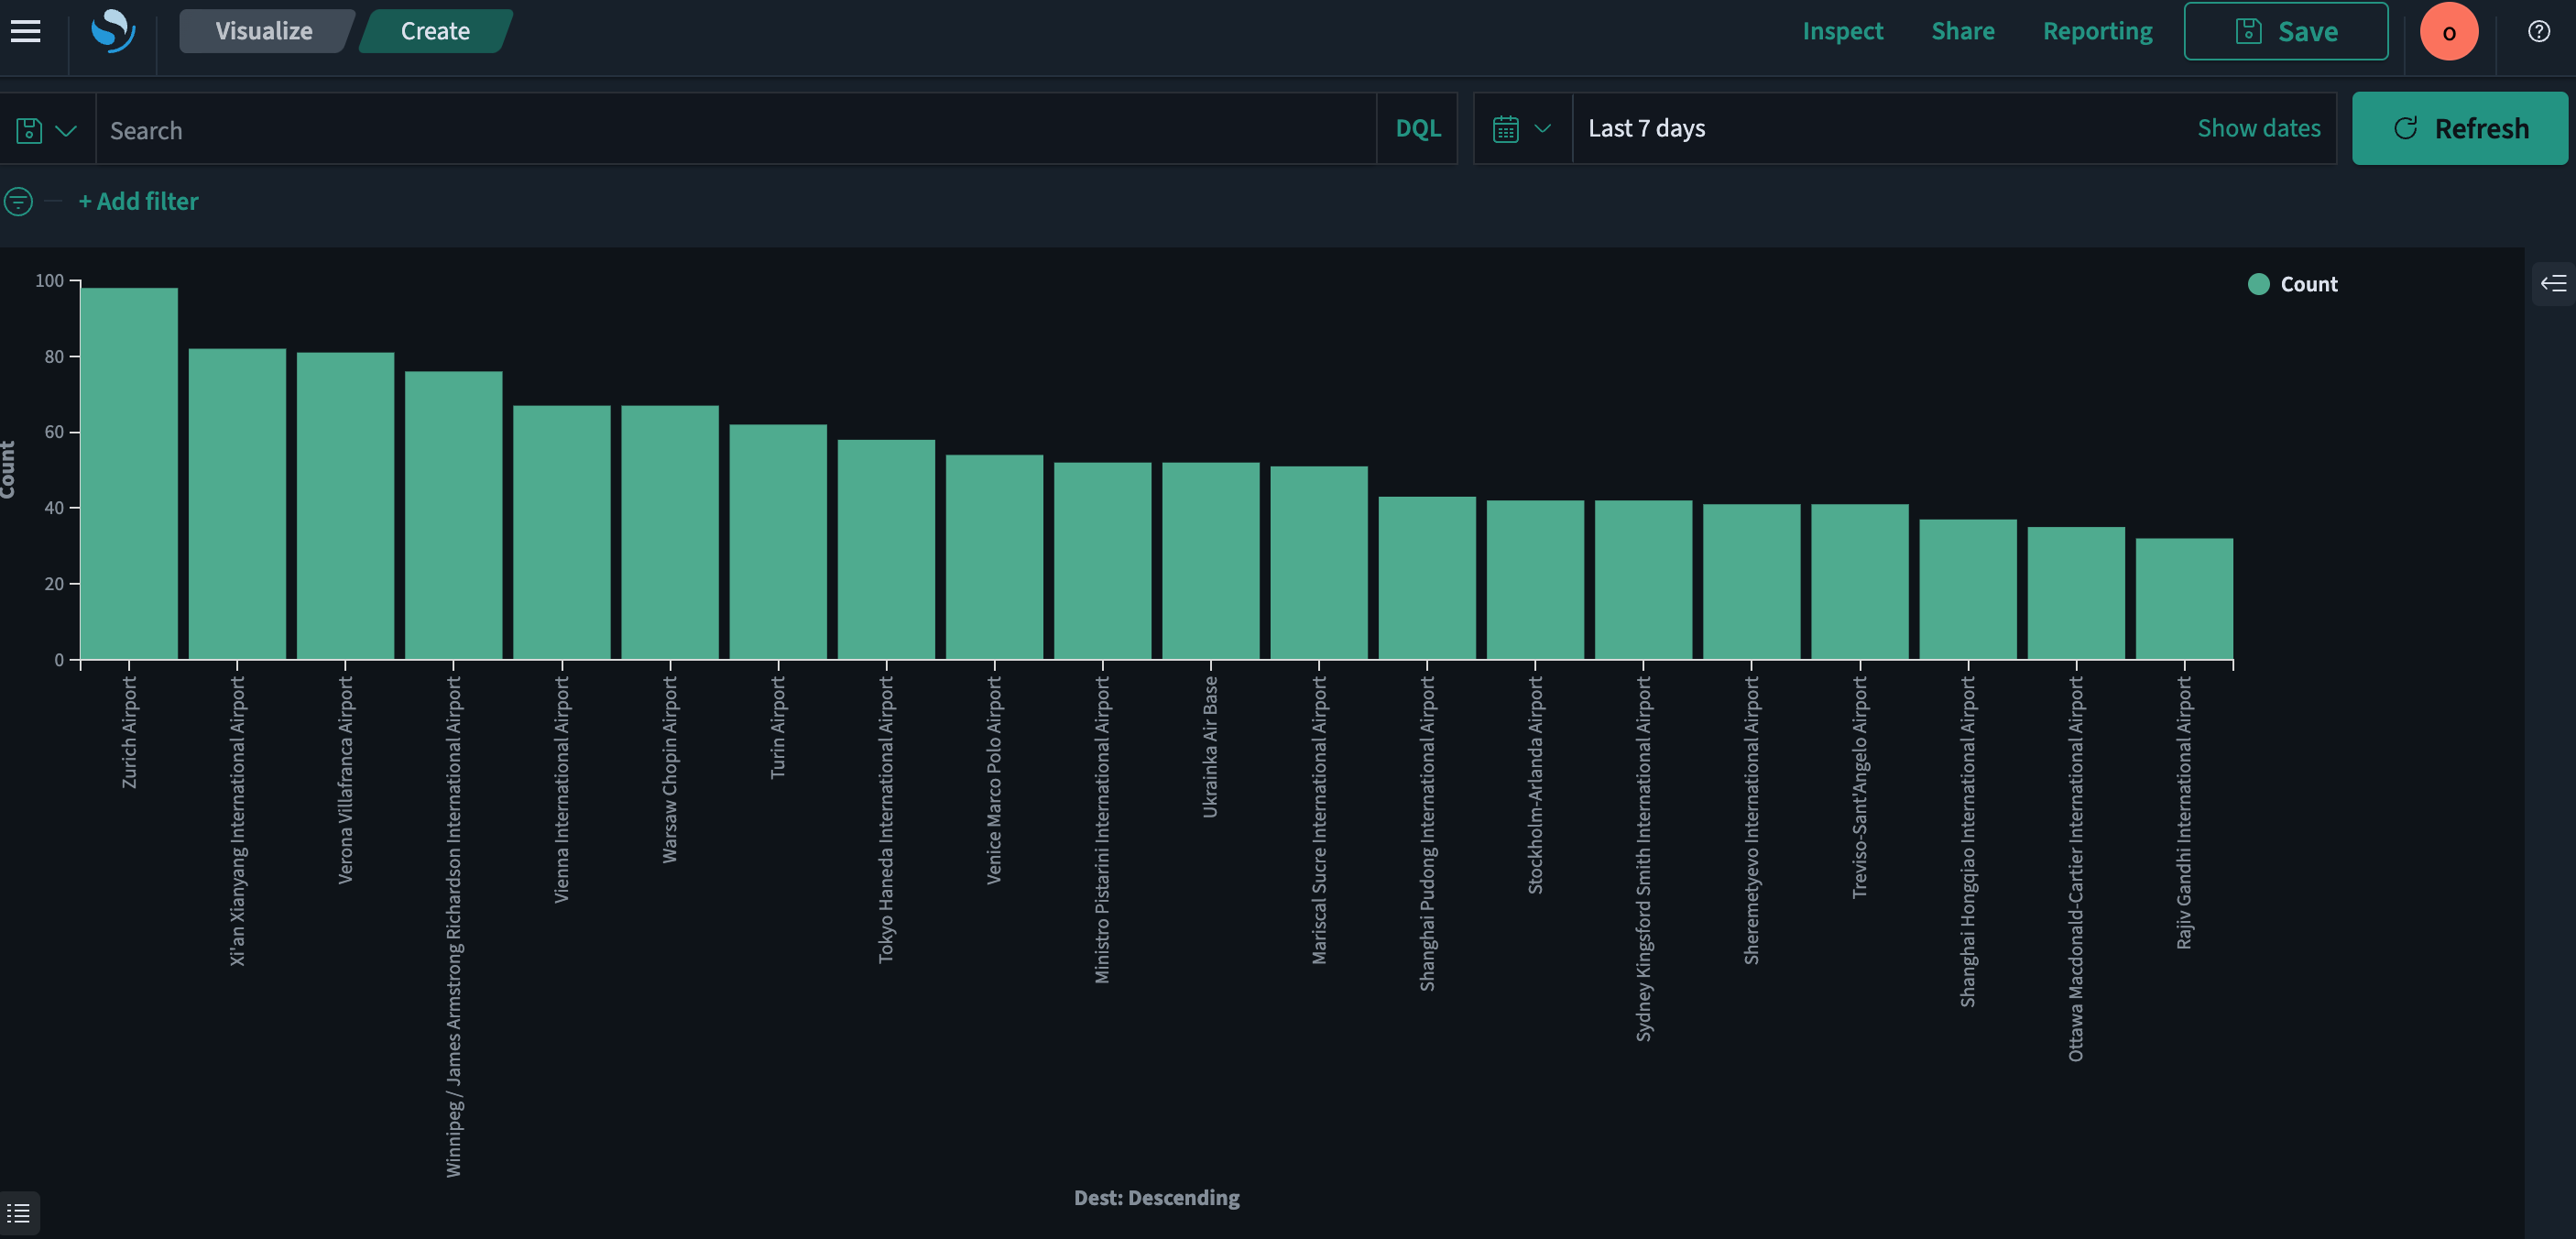 Visualize
Create
Inspect
Share
Reporting
Save
o
Search
DQL
Last 7 days
Show dates
Refresh
+ Add filter
Count
100
80
60
40
20
0
Count
Zurich Airport
Xi'an Xianyang International Airport
Verona Villafranca Airport
Winnipeg / James Armstrong Richardson International Airport
Vienna International Airport
Warsaw Chopin Airport
Turin Airport
Tokyo Haneda International Airport
Venice Marco Polo Airport
Ministro Pistarini International Airport
Ukrainka Air Base
Mariscal Sucre International Airport
Shanghai Pudong International Airport
Stockholm-Arlanda Airport
Sydney Kingsford Smith International Airport
Sheremetyevo International Airport
Treviso-Sant'Angelo Airport
Shanghai Hongqiao International Airport
Ottawa Macdonald-Cartier International Airport
Rajiv Gandhi International Airport
Dest: Descending